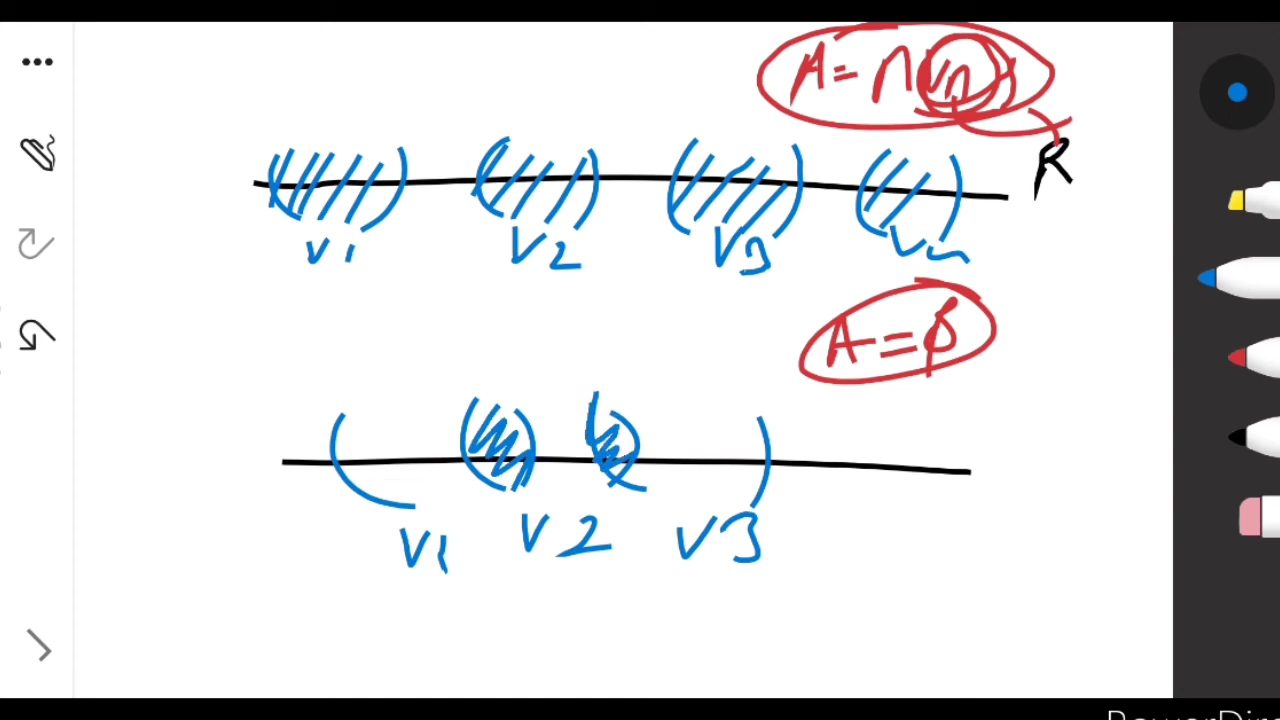 A = ∩ Vn
R
V1 V2 V3 Vn
A = ϕ
V1 V2 V3